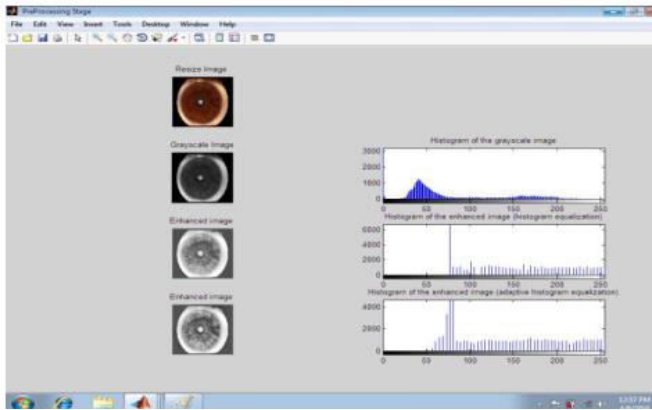 PreProcessing Stage
File Edit View Insert Tools Desktop Window Help
Resize Image
Grayscale Image
Enhanced image
Enhanced image
Histogram of the grayscale image
3000
2000
1000
0
0 50 100 150 200 250
Histogram of the enhanced image (histogram equalization)
6000
4000
2000
0
0 50 100 150 200 250
Histogram of the enhanced image (adaptive histogram equalization)
4000
2000
0
0 50 100 150 200 250
12:57 PM